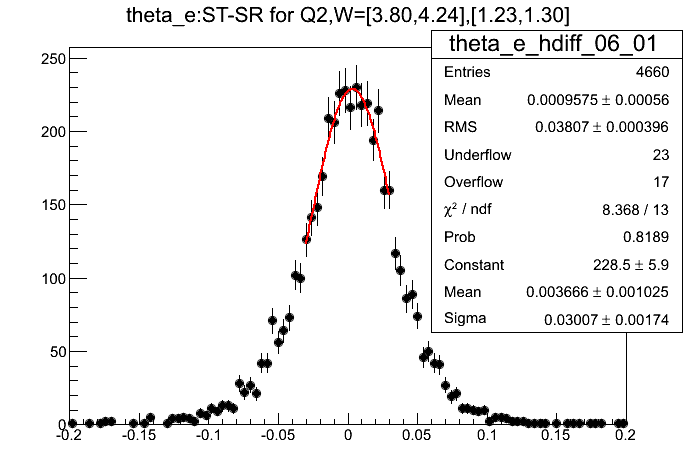 theta_e:ST-SR for Q2,W=[3.80,4.24],[1.23,1.30]
theta_e_hdiff_06_01
Entries 4660
Mean 0.0009575 ± 0.00056
RMS 0.03807 ± 0.000396
Underflow 23
Overflow 17
χ² / ndf 8.368 / 13
Prob 0.8189
Constant 228.5 ± 5.9
Mean 0.003666 ± 0.001025
Sigma 0.03007 ± 0.00174
250
200
150
100
50
0
-0.2 -0.15 -0.1 -0.05 0 0.05 0.1 0.15 0.2